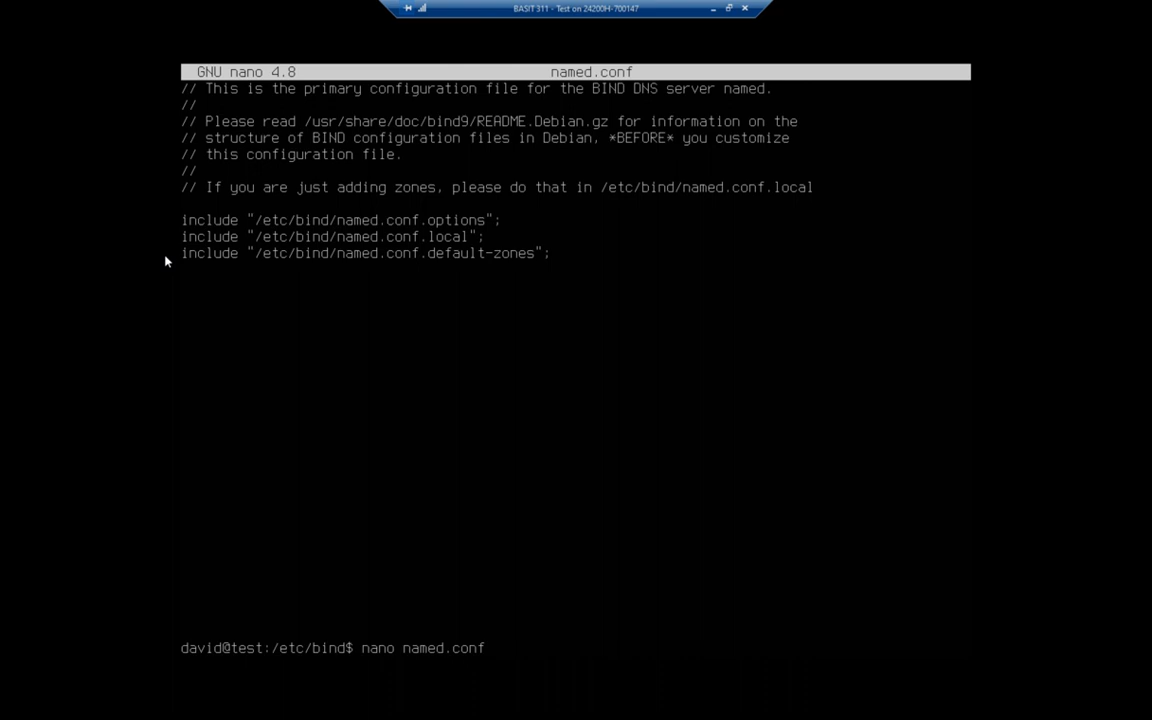 BASIT 311 - Test on 24200H-700147
GNU nano 4.8 named.conf
// This is the primary configuration file for the BIND DNS server named.
//
// Please read /usr/share/doc/bind9/README.Debian.gz for information on the
// structure of BIND configuration files in Debian, *BEFORE* you customize
// this configuration file.
//
// If you are just adding zones, please do that in /etc/bind/named.conf.local
include "/etc/bind/named.conf.options";
include "/etc/bind/named.conf.local";
include "/etc/bind/named.conf.default-zones";
david@test:/etc/bind$ nano named.conf